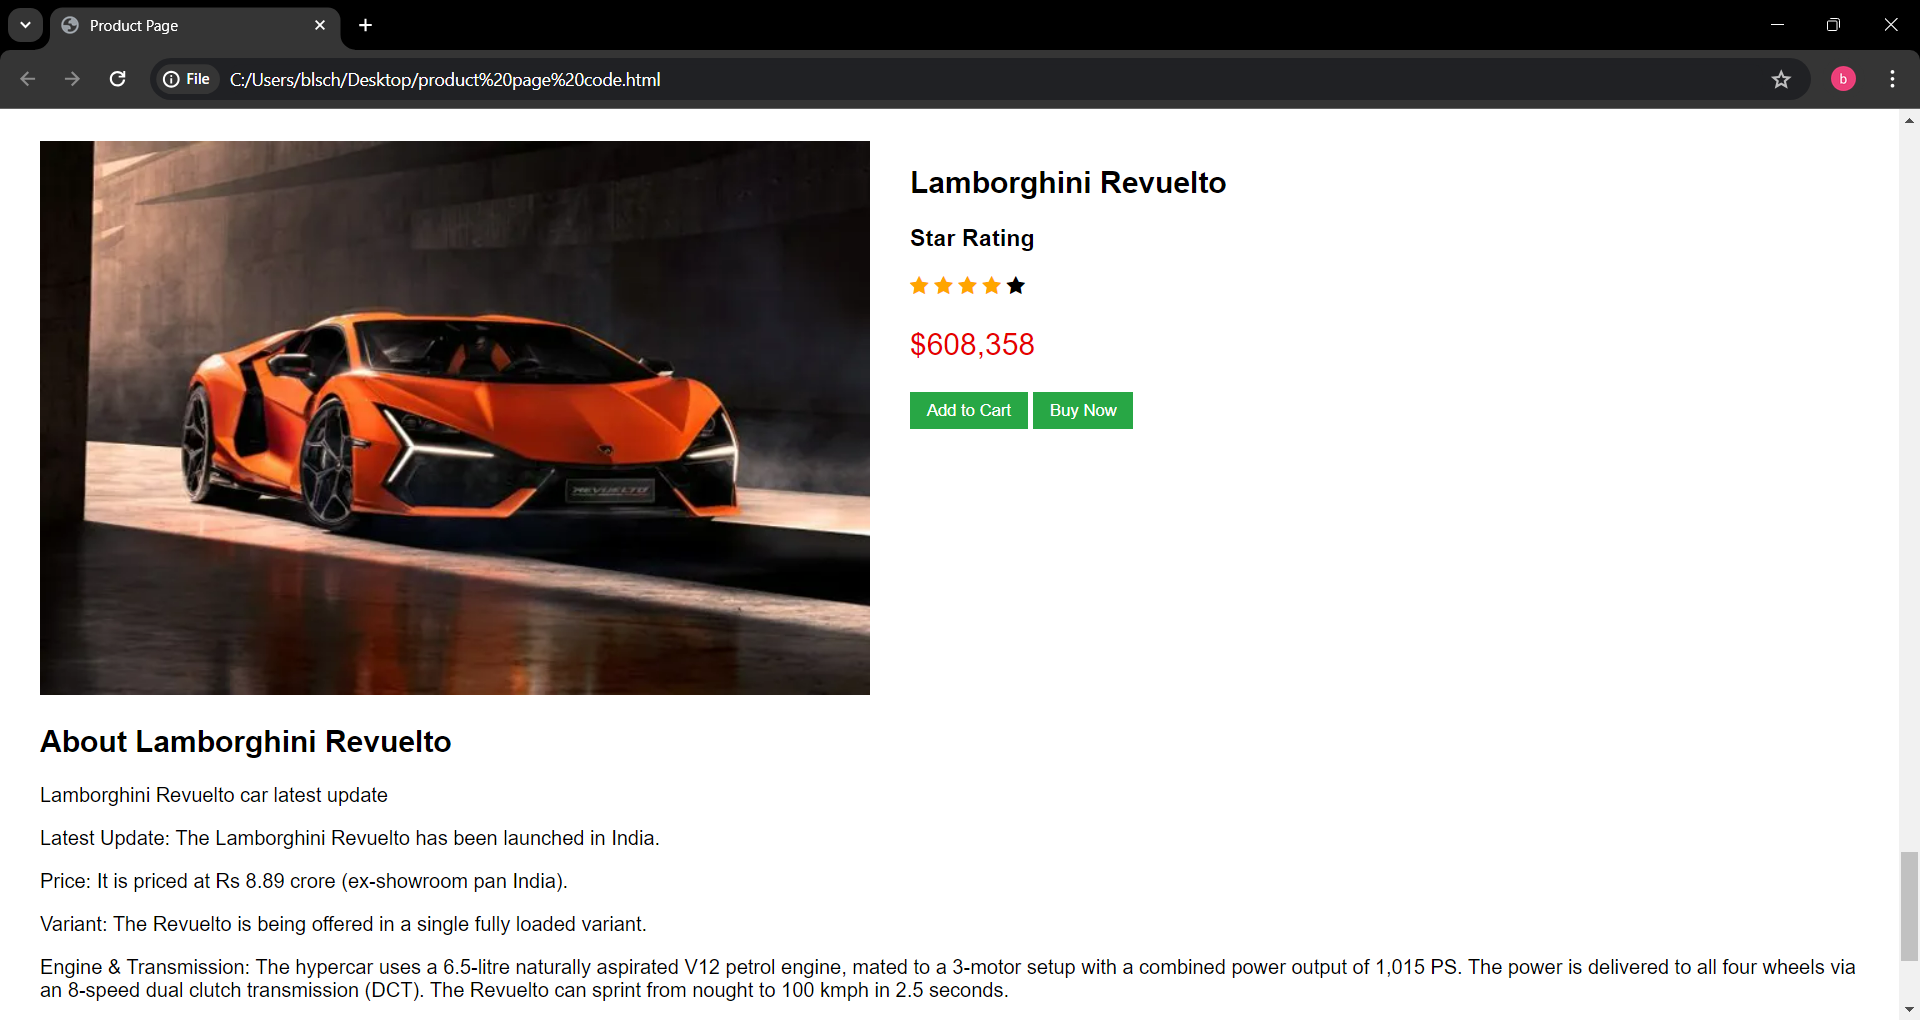 Product Page
File
C:/Users/blsch/Desktop/product%20page%20code.html
b
REVUELTO
Lamborghini Revuelto
Star Rating
$608,358
Add to Cart
Buy Now
About Lamborghini Revuelto
Lamborghini Revuelto car latest update
Latest Update: The Lamborghini Revuelto has been launched in India.
Price: It is priced at Rs 8.89 crore (ex-showroom pan India).
Variant: The Revuelto is being offered in a single fully loaded variant.
Engine & Transmission: The hypercar uses a 6.5-litre naturally aspirated V12 petrol engine, mated to a 3-motor setup with a combined power output of 1,015 PS. The power is delivered to all four wheels via
an 8-speed dual clutch transmission (DCT). The Revuelto can sprint from nought to 100 kmph in 2.5 seconds.